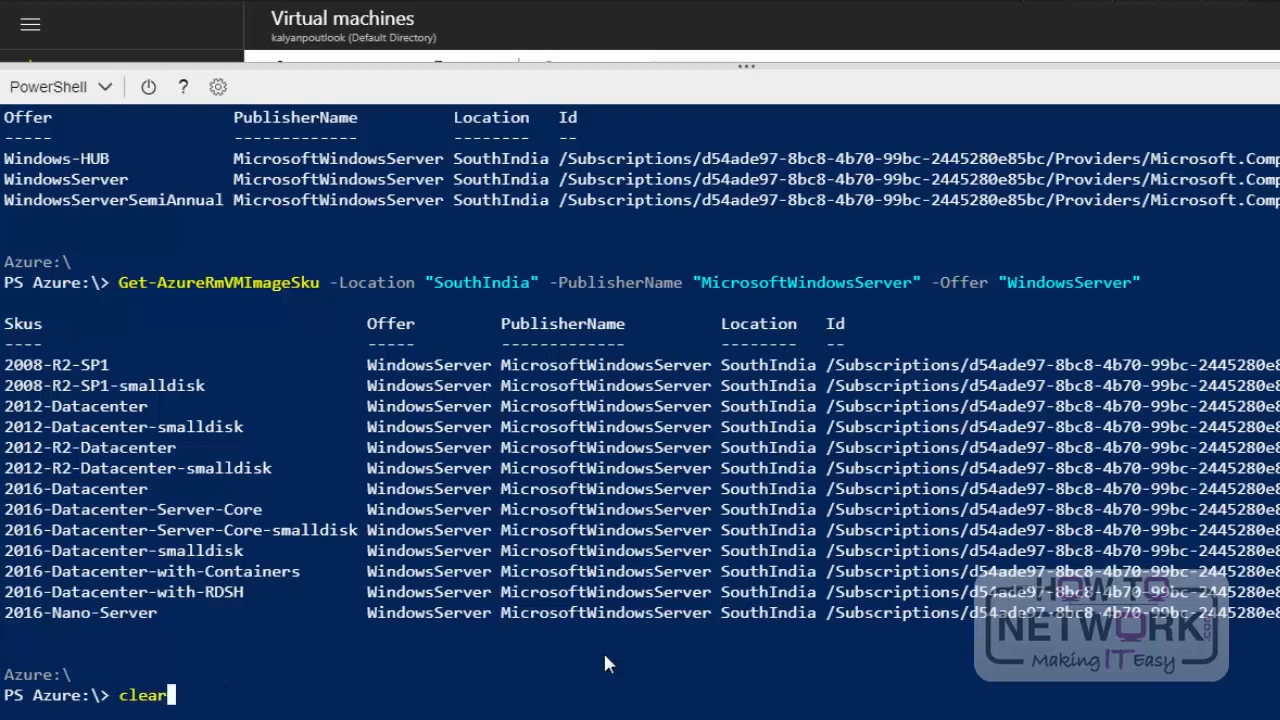 Virtual machines
kalyanpoutlook (Default Directory)
PowerShell
?
Offer PublisherName Location Id
----- ------------- -------- --
Windows-HUB MicrosoftWindowsServer SouthIndia /Subscriptions/d54ade97-8bc8-4b70-99bc-2445280e85bc/Providers/Microsoft.Comp
WindowsServer MicrosoftWindowsServer SouthIndia /Subscriptions/d54ade97-8bc8-4b70-99bc-2445280e85bc/Providers/Microsoft.Comp
WindowsServerSemiAnnual MicrosoftWindowsServer SouthIndia /Subscriptions/d54ade97-8bc8-4b70-99bc-2445280e85bc/Providers/Microsoft.Comp
Azure:\
PS Azure:\> Get-AzureRmVMImageSku -Location "SouthIndia" -PublisherName "MicrosoftWindowsServer" -Offer "WindowsServer"
Skus Offer PublisherName Location Id
---- ----- ------------- -------- --
2008-R2-SP1 WindowsServer MicrosoftWindowsServer SouthIndia /Subscriptions/d54ade97-8bc8-4b70-99bc-2445280e8
2008-R2-SP1-smalldisk WindowsServer MicrosoftWindowsServer SouthIndia /Subscriptions/d54ade97-8bc8-4b70-99bc-2445280e8
2012-Datacenter WindowsServer MicrosoftWindowsServer SouthIndia /Subscriptions/d54ade97-8bc8-4b70-99bc-2445280e8
2012-Datacenter-smalldisk WindowsServer MicrosoftWindowsServer SouthIndia /Subscriptions/d54ade97-8bc8-4b70-99bc-2445280e8
2012-R2-Datacenter WindowsServer MicrosoftWindowsServer SouthIndia /Subscriptions/d54ade97-8bc8-4b70-99bc-2445280e8
2012-R2-Datacenter-smalldisk WindowsServer MicrosoftWindowsServer SouthIndia /Subscriptions/d54ade97-8bc8-4b70-99bc-2445280e8
2016-Datacenter WindowsServer MicrosoftWindowsServer SouthIndia /Subscriptions/d54ade97-8bc8-4b70-99bc-2445280e8
2016-Datacenter-Server-Core WindowsServer MicrosoftWindowsServer SouthIndia /Subscriptions/d54ade97-8bc8-4b70-99bc-2445280e8
2016-Datacenter-Server-Core-smalldisk WindowsServer MicrosoftWindowsServer SouthIndia /Subscriptions/d54ade97-8bc8-4b70-99bc-2445280e8
2016-Datacenter-smalldisk WindowsServer MicrosoftWindowsServer SouthIndia /Subscriptions/d54ade97-8bc8-4b70-99bc-2445280e8
2016-Datacenter-with-Containers WindowsServer MicrosoftWindowsServer SouthIndia /Subscriptions/d54ade97-8bc8-4b70-99bc-2445280e8
2016-Datacenter-with-RDSH WindowsServer MicrosoftWindowsServer SouthIndia /Subscriptions/d54ade97-8bc8-4b70-99bc-2445280e8
2016-Nano-Server WindowsServer MicrosoftWindowsServer SouthIndia /Subscriptions/d54ade97-8bc8-4b70-99bc-2445280e8
HOW TO
NETWORK.com
Making IT Easy
Azure:\
PS Azure:\> clear